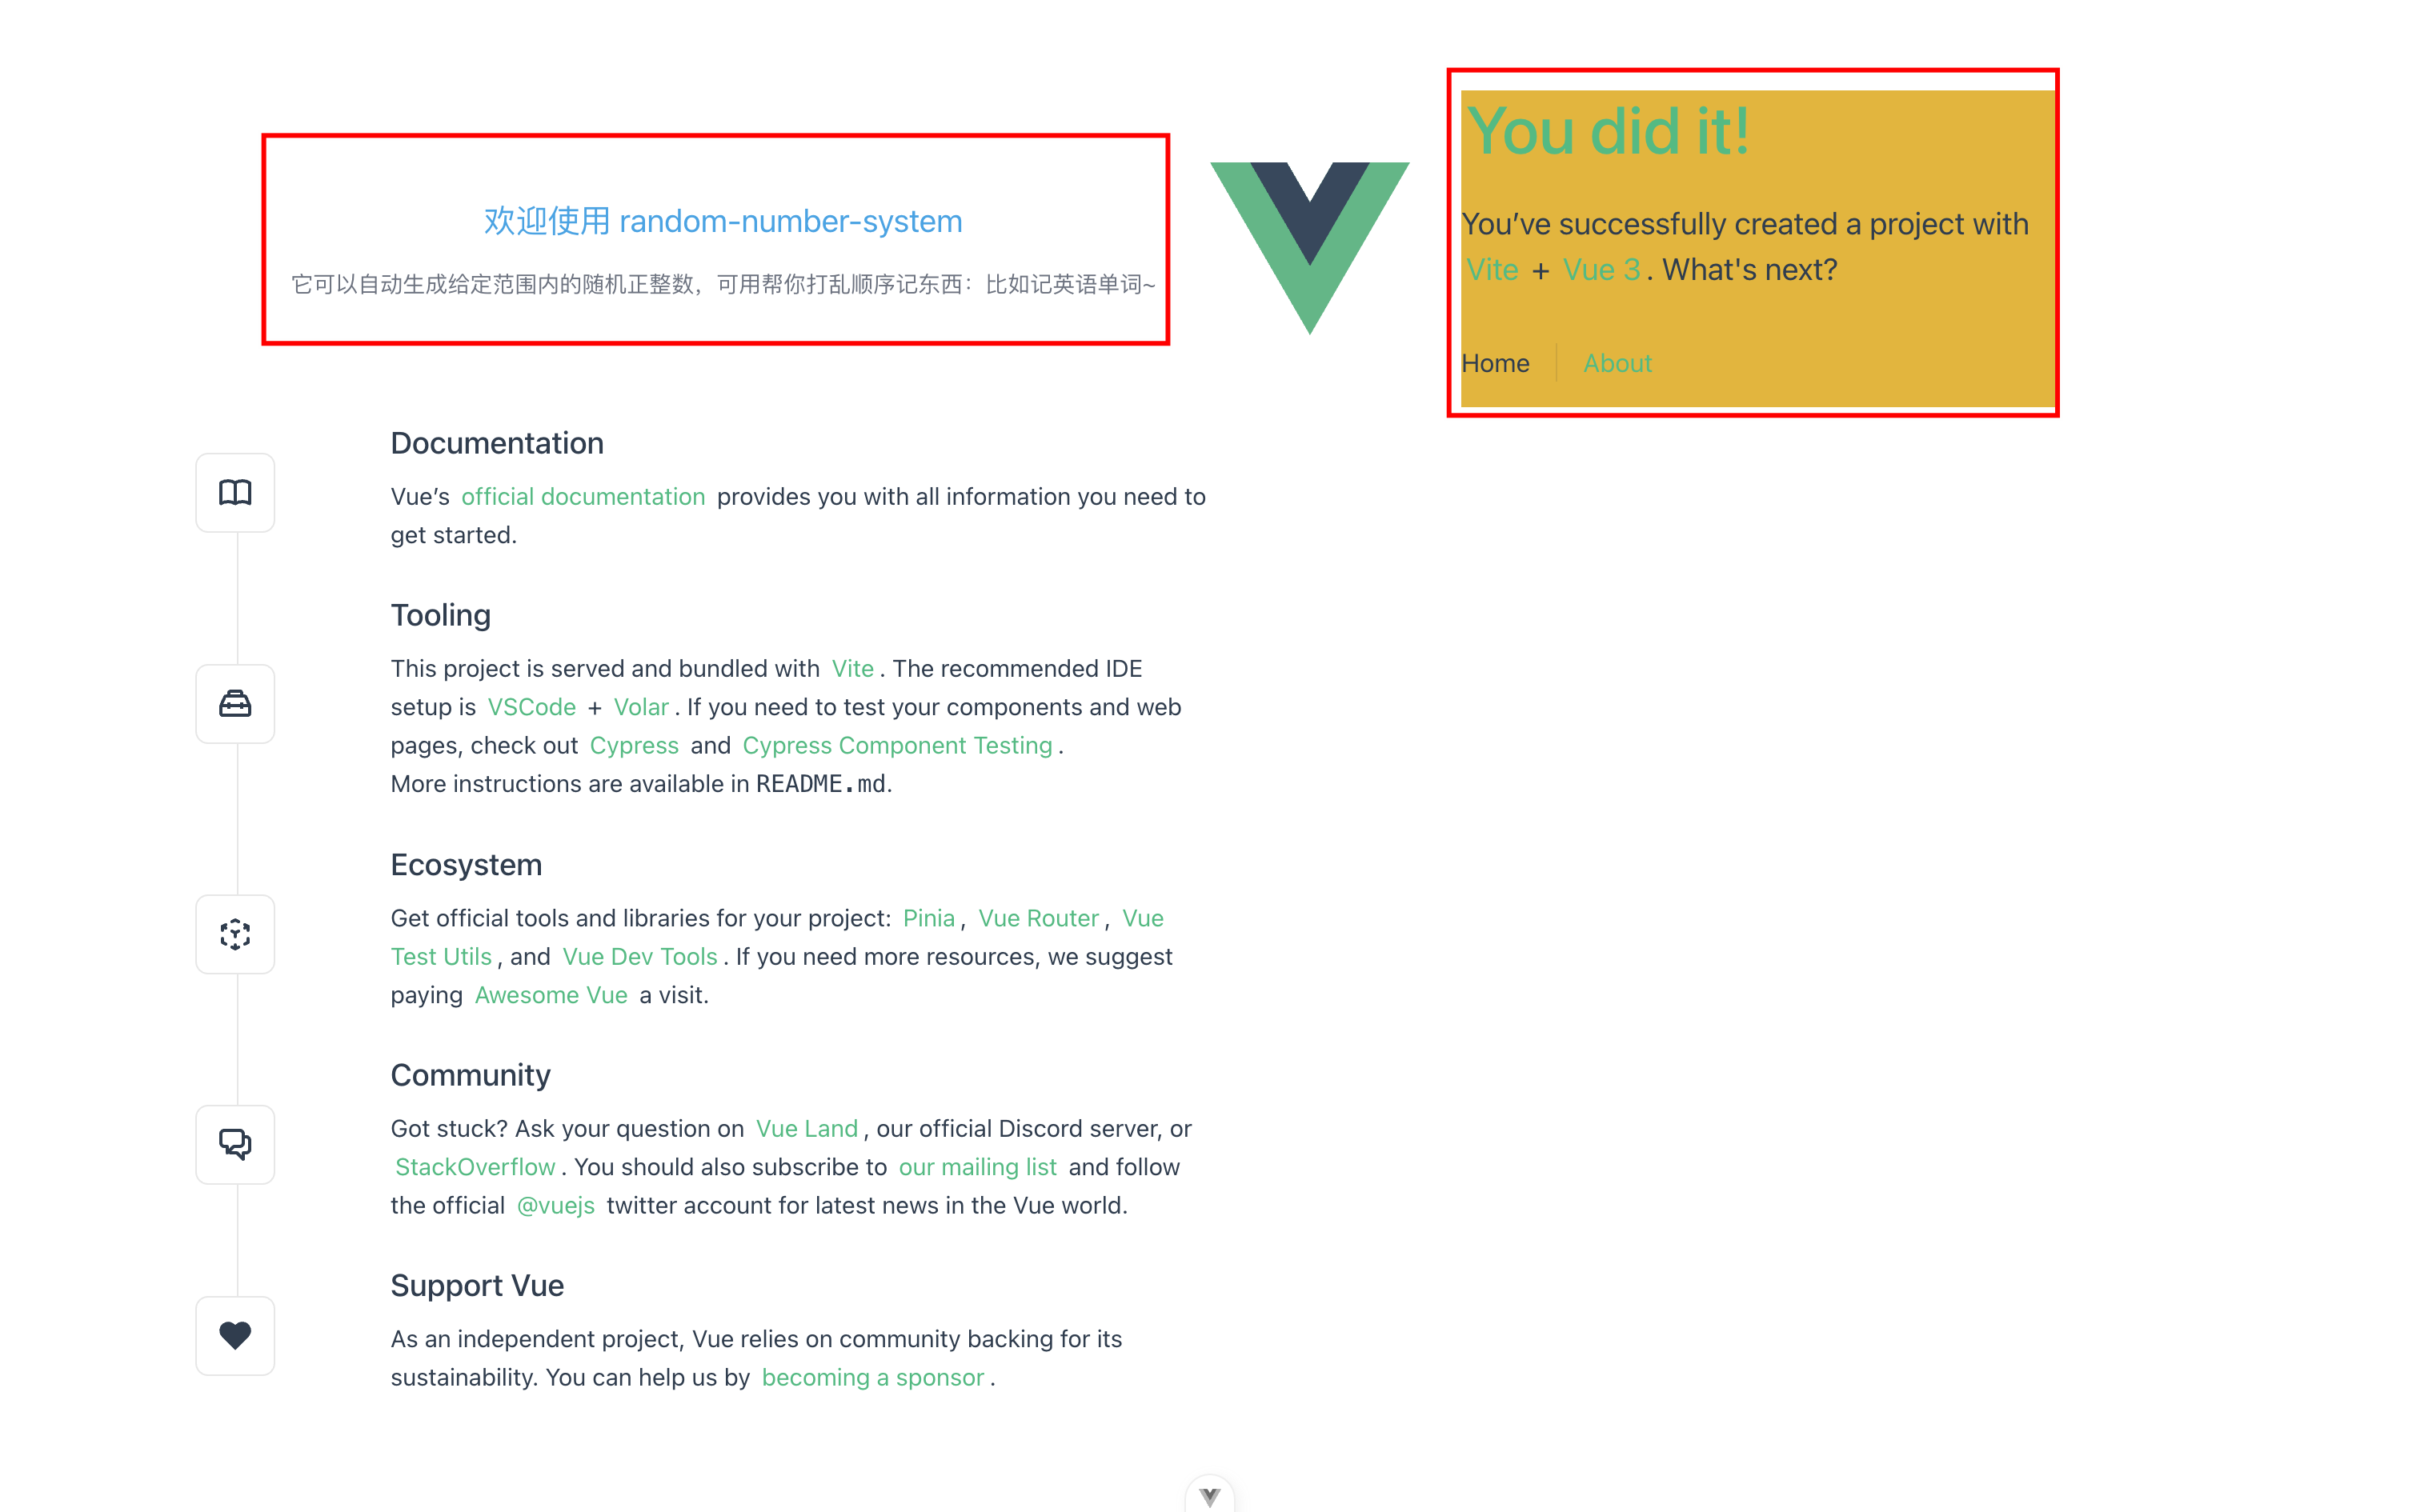 欢迎使用 random-number-system
它可以自动生成给定范围内的随机正整数，可用帮你打乱顺序记东西：比如记英语单词~
You did it!
You’ve successfully created a project with
Vite + Vue 3. What's next?
Home
About
Documentation
Vue’s official documentation provides you with all information you need to
get started.
Tooling
This project is served and bundled with Vite. The recommended IDE
setup is VSCode + Volar. If you need to test your components and web
pages, check out Cypress and Cypress Component Testing.
More instructions are available in README.md.
Ecosystem
Get official tools and libraries for your project: Pinia, Vue Router, Vue
Test Utils, and Vue Dev Tools. If you need more resources, we suggest
paying Awesome Vue a visit.
Community
Got stuck? Ask your question on Vue Land, our official Discord server, or
StackOverflow. You should also subscribe to our mailing list and follow
the official @vuejs twitter account for latest news in the Vue world.
Support Vue
As an independent project, Vue relies on community backing for its
sustainability. You can help us by becoming a sponsor.